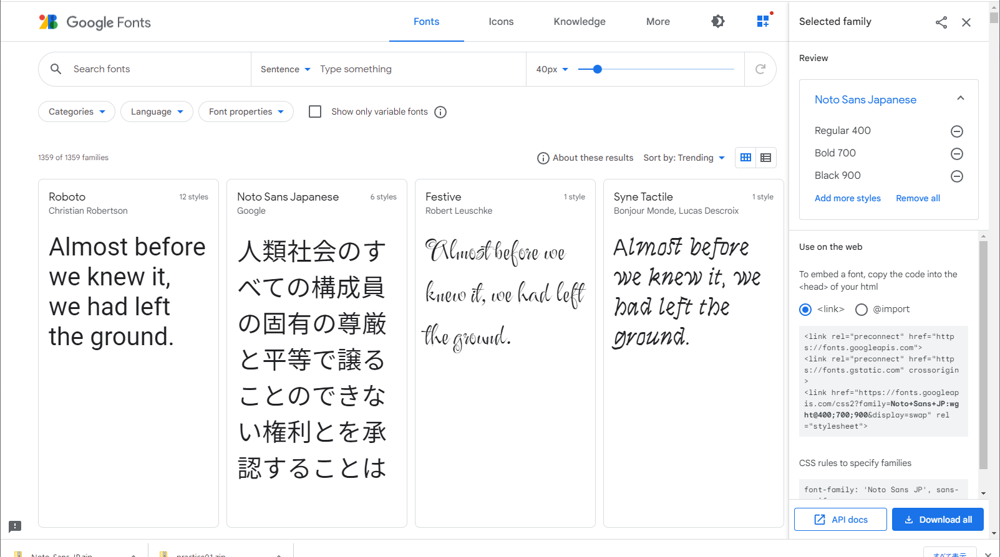 Google Fonts
Fonts
Icons
Knowledge
More
Search fonts
Sentence
Type something
40px
Categories
Language
Font properties
Show only variable fonts
1359 of 1359 families
About these results
Sort by: Trending
Roboto
12 styles
Christian Robertson
Almost before
we knew it,
we had left
the ground.
Noto Sans Japanese
6 styles
Google
人類社会のす
べての構成員
の固有の尊厳
と平等で譲る
ことのできな
い権利とを承
認することは
Festive
1 style
Robert Leuschke
Almost before we
knew it, we had left
the ground.
Syne Tactile
1 style
Bonjour Monde, Lucas Descroix
Almost before
we knew it, we
had left the
ground.
Selected family
Review
Noto Sans Japanese
Regular 400
Bold 700
Black 900
Add more styles
Remove all
Use on the web
To embed a font, copy the code into the
<head> of your html
<link>
@import
<link rel="preconnect" href="http
s://fonts.googleapis.com">
<link rel="preconnect" href="http
s://fonts.gstatic.com" crossorigin
>
<link href="https://fonts.googleap
is.com/css2?family=Noto+Sans+JP:wg
ht@400;700;900&display=swap" rel
="stylesheet">
CSS rules to specify families
font-family: 'Noto Sans JP', sans-
API docs
Download all
Noto_Sans_JP.zip
practice01.zip
すべて表示